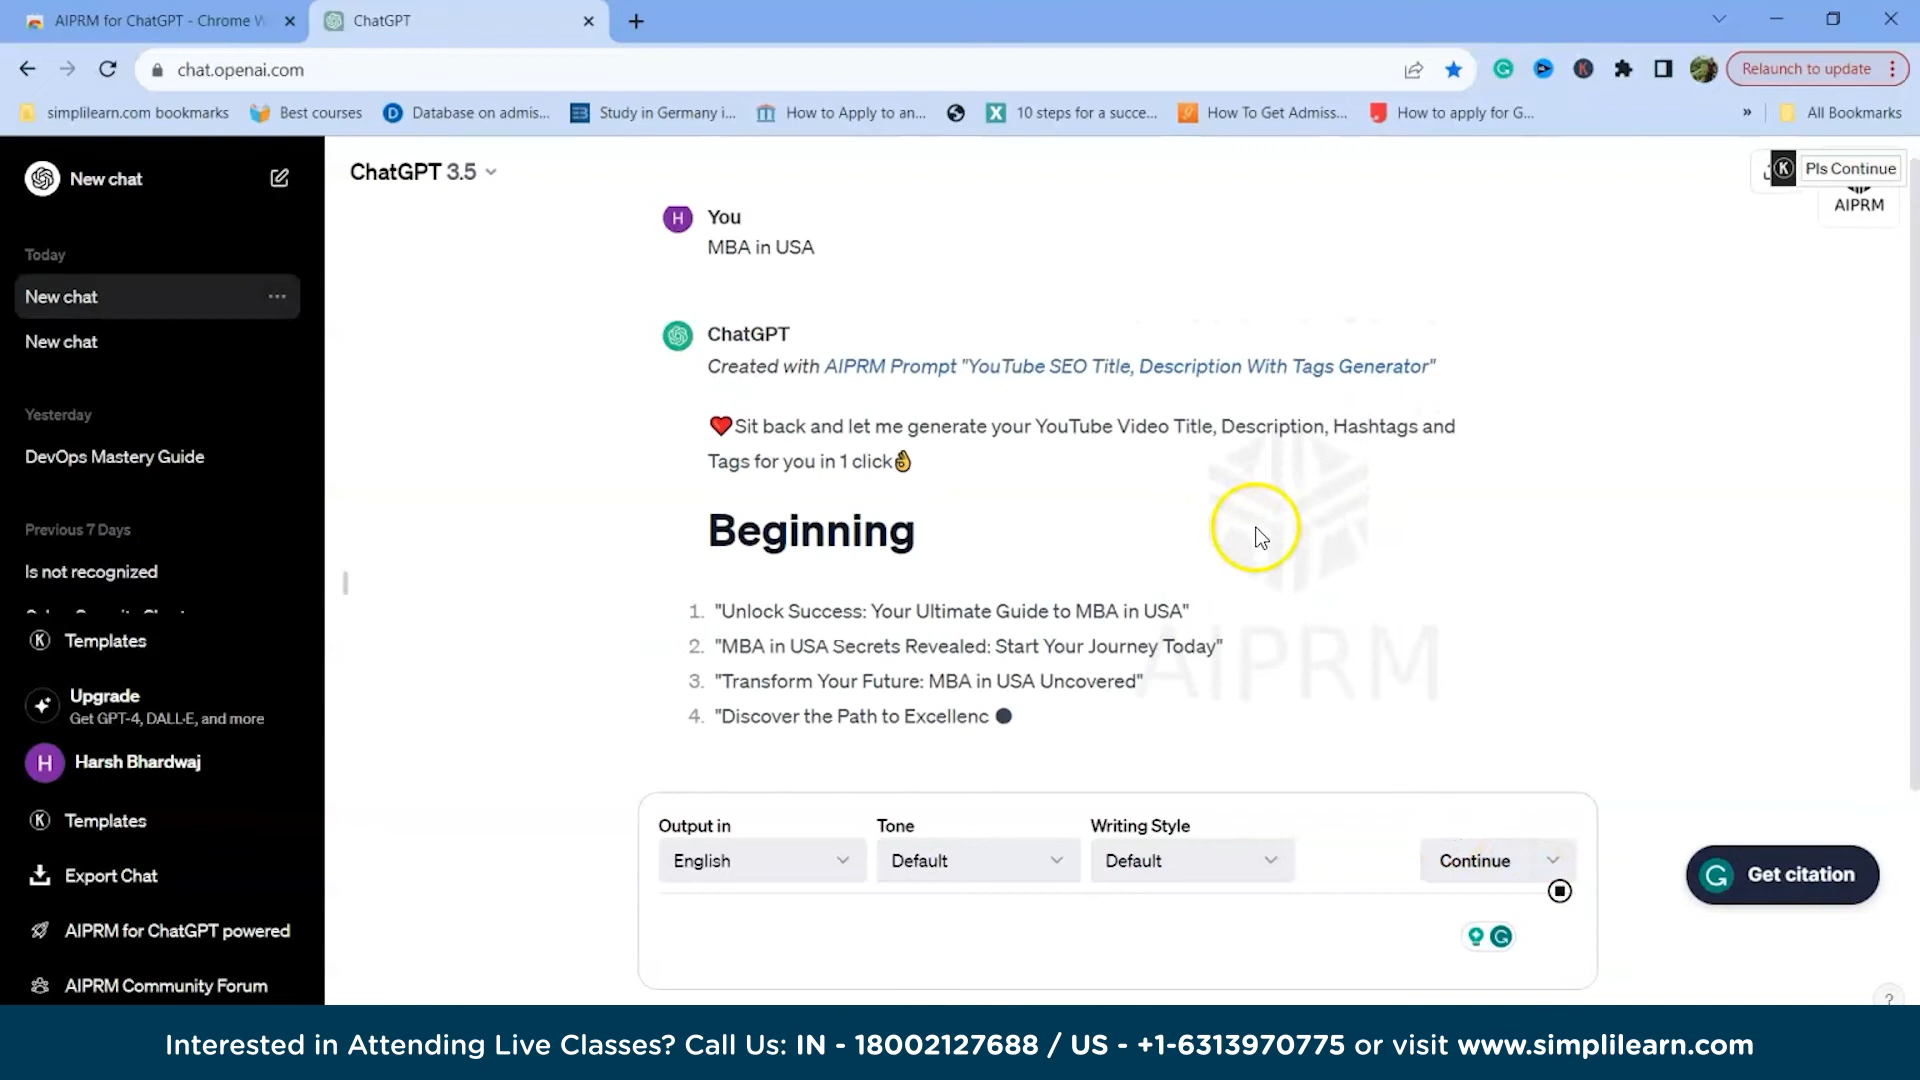 AIPRM for ChatGPT - Chrome W
ChatGPT
chat.openai.com
Relaunch to update
simplilearn.com bookmarks
Best courses
Database on admis...
Study in Germany i...
How to Apply to an...
10 steps for a succe...
How To Get Admiss...
How to apply for G...
»
All Bookmarks
New chat
ChatGPT 3.5
Pls Continue
AIPRM
Today
New chat
New chat
Yesterday
DevOps Mastery Guide
Previous 7 Days
Is not recognized
Templates
Upgrade
Get GPT-4, DALL·E, and more
H
Harsh Bhardwaj
Templates
Export Chat
AIPRM for ChatGPT powered
AIPRM Community Forum
H
You
MBA in USA
ChatGPT
Created with AIPRM Prompt "YouTube SEO Title, Description With Tags Generator"
❤️Sit back and let me generate your YouTube Video Title, Description, Hashtags and
Tags for you in 1 click👌
Beginning
1. "Unlock Success: Your Ultimate Guide to MBA in USA"
2. "MBA in USA Secrets Revealed: Start Your Journey Today"
3. "Transform Your Future: MBA in USA Uncovered"
4. "Discover the Path to Excellenc
AIPRM
Output in
Tone
Writing Style
English
Default
Default
Continue
Get citation
?
Interested in Attending Live Classes? Call Us: IN - 18002127688 / US - +1-6313970775 or visit www.simplilearn.com